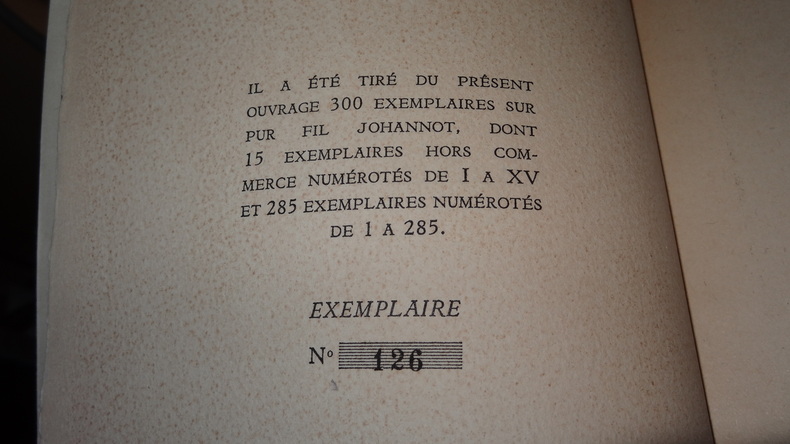 IL A ÉTÉ TIRÉ DU PRÉSENT
OUVRAGE 300 EXEMPLAIRES SUR
PUR FIL JOHANNOT, DONT
15 EXEMPLAIRES HORS COM-
MERCE NUMÉROTÉS DE I A XV
ET 285 EXEMPLAIRES NUMÉROTÉS
DE 1 A 285.
EXEMPLAIRE
Nº 126